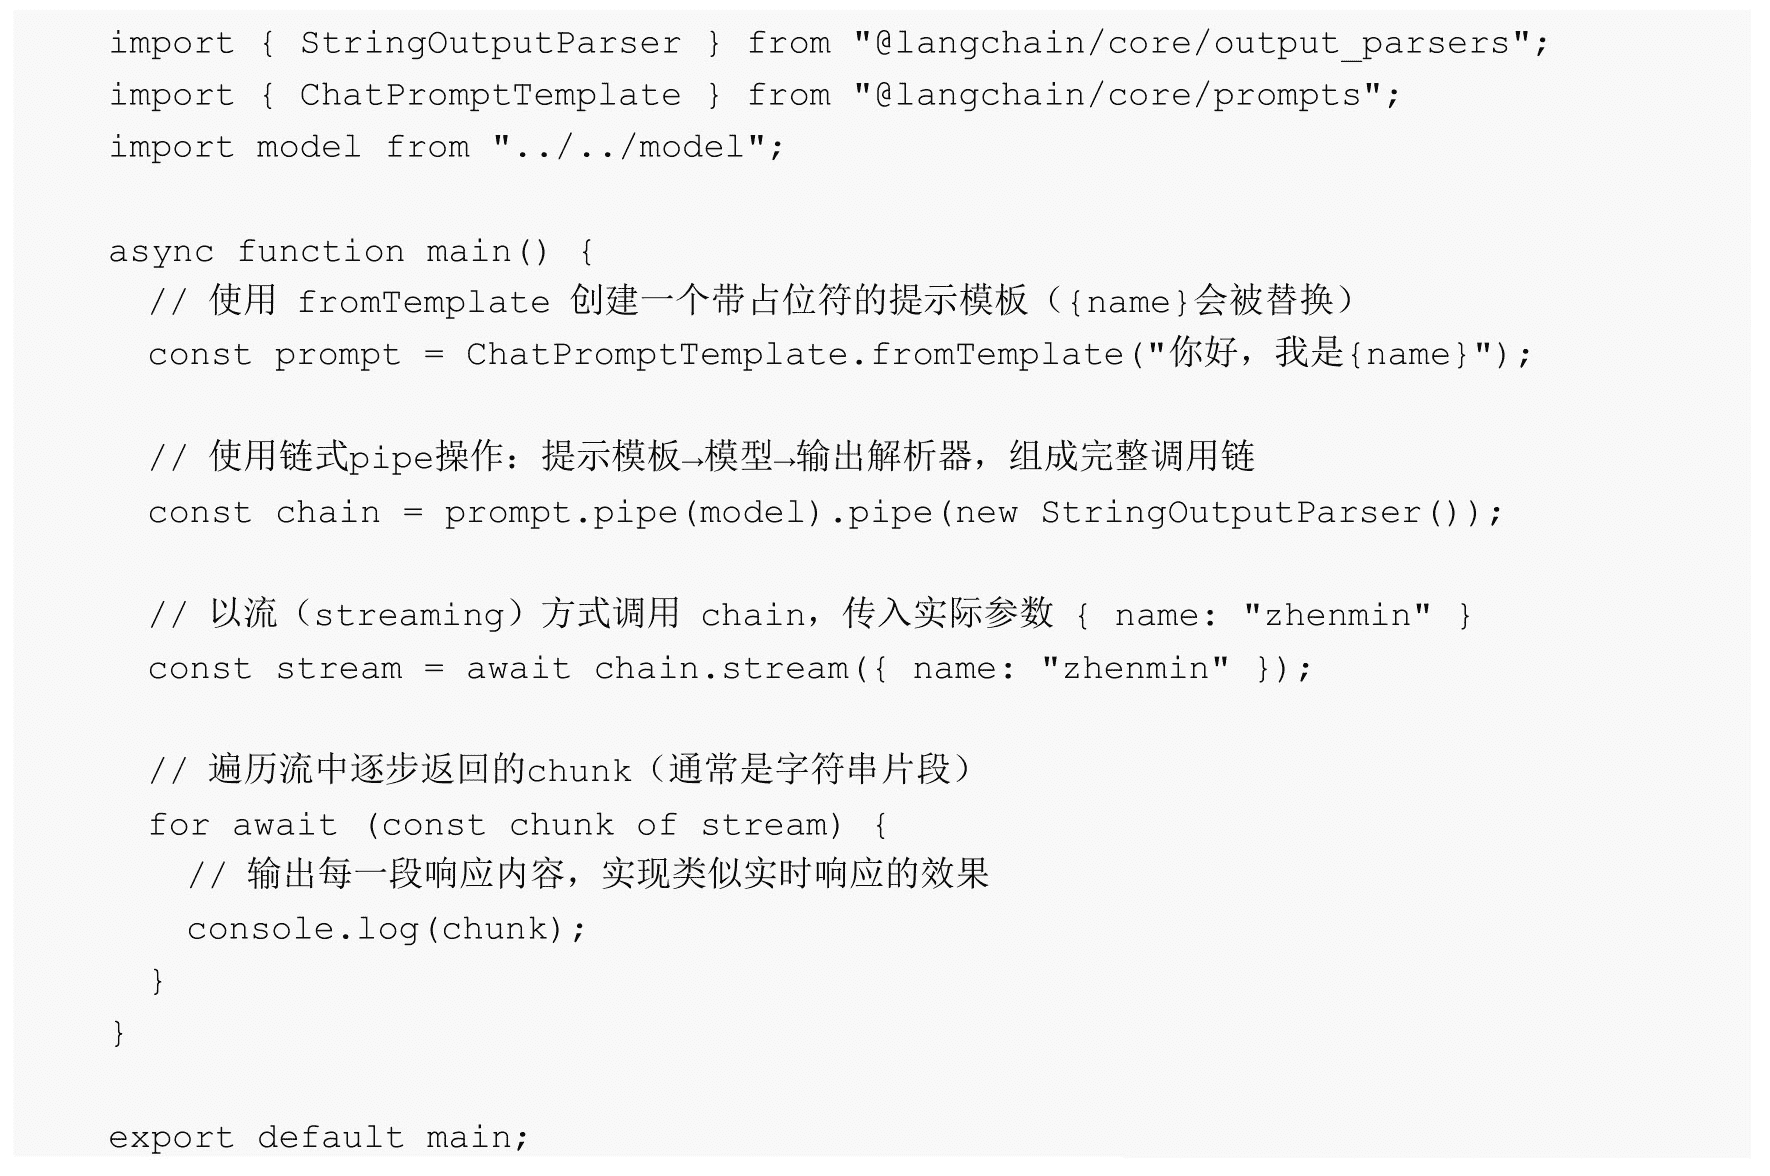 import { StringOutputParser } from "@langchain/core/output_parsers";
import { ChatPromptTemplate } from "@langchain/core/prompts";
import model from "../../model";
async function main() {
// 使用 fromTemplate 创建一个带占位符的提示模板（{name}会被替换）
const prompt = ChatPromptTemplate.fromTemplate("你好，我是{name}");
// 使用链式pipe操作：提示模板→模型→输出解析器，组成完整调用链
const chain = prompt.pipe(model).pipe(new StringOutputParser());
// 以流（streaming）方式调用 chain，传入实际参数 { name: "zhenmin" }
const stream = await chain.stream({ name: "zhenmin" });
// 遍历流中逐步返回的chunk（通常是字符串片段）
for await (const chunk of stream) {
// 输出每一段响应内容，实现类似实时响应的效果
console.log(chunk);
}
}
export default main;